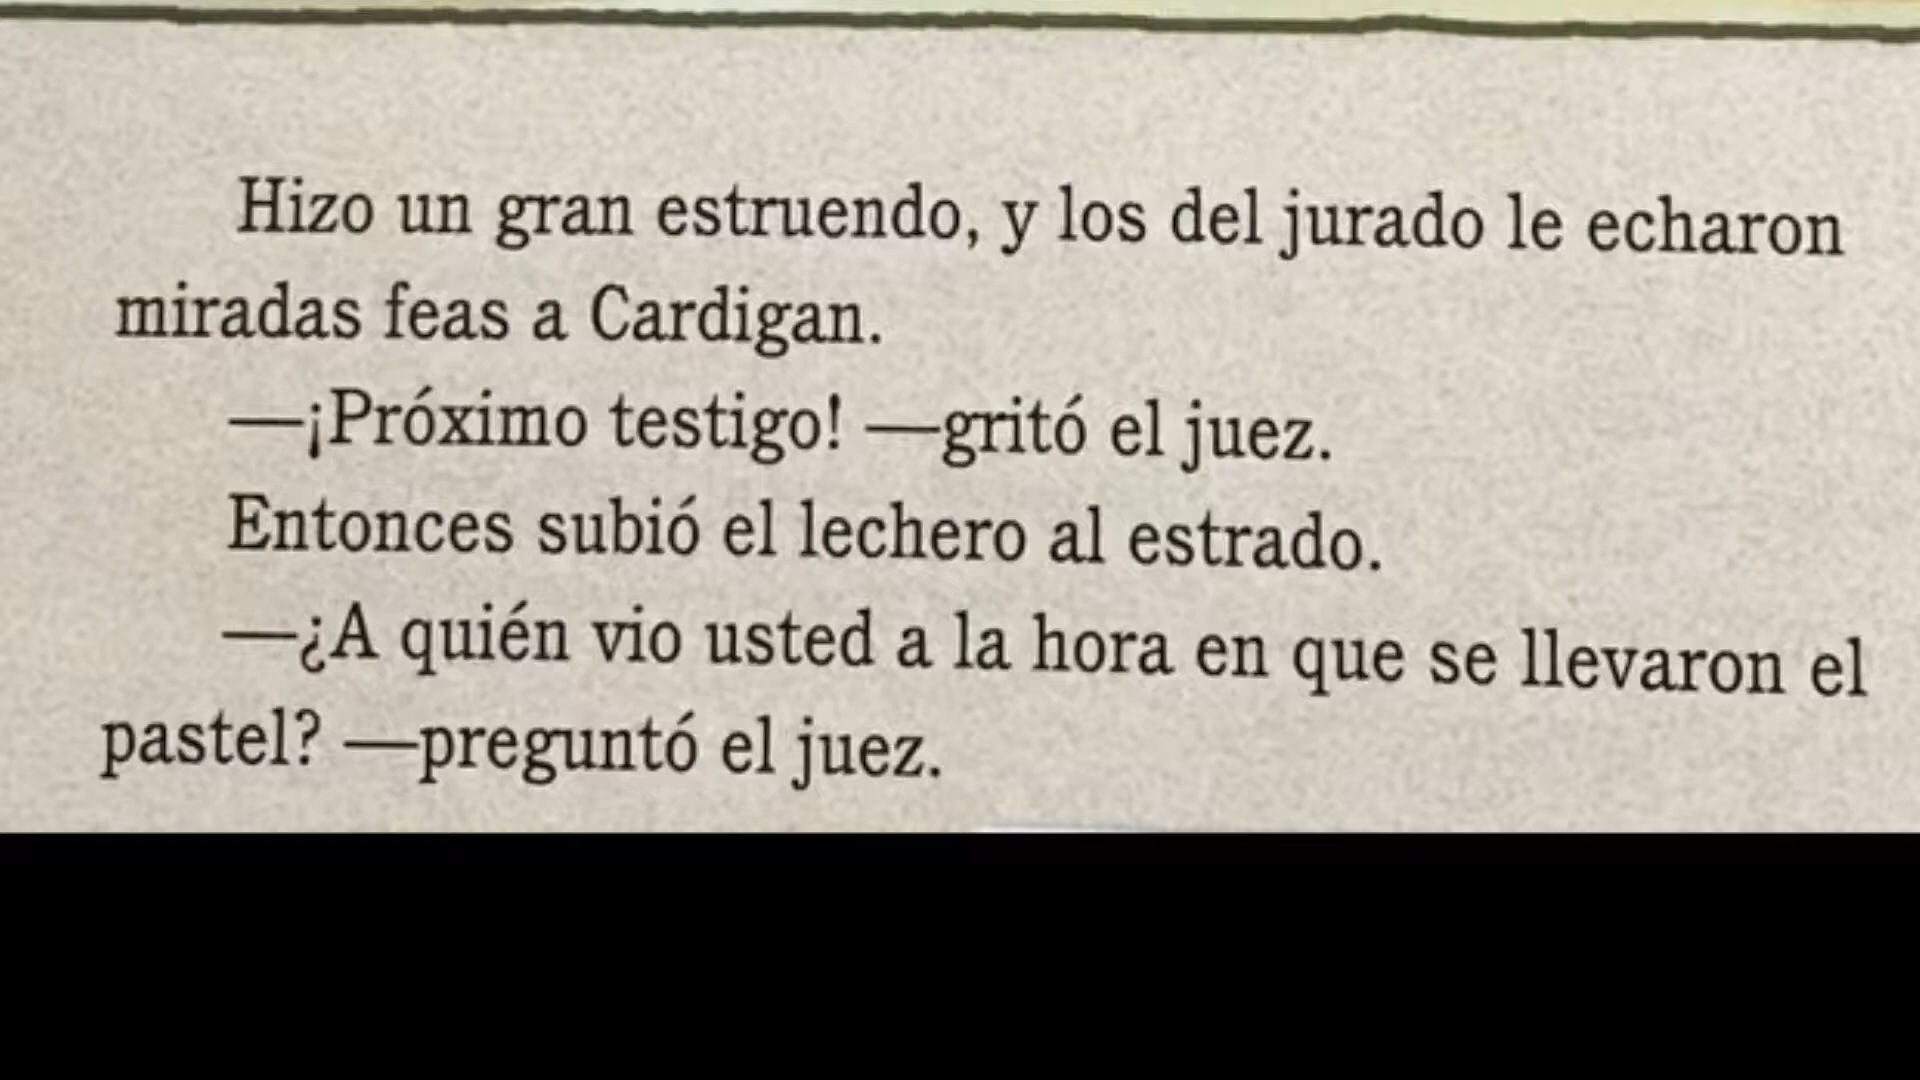 Hizo un gran estruendo, y los del jurado le echaron
miradas feas a Cardigan.
—¡Próximo testigo! —gritó el juez.
Entonces subió el lechero al estrado.
—¿A quién vio usted a la hora en que se llevaron el
pastel? —preguntó el juez.